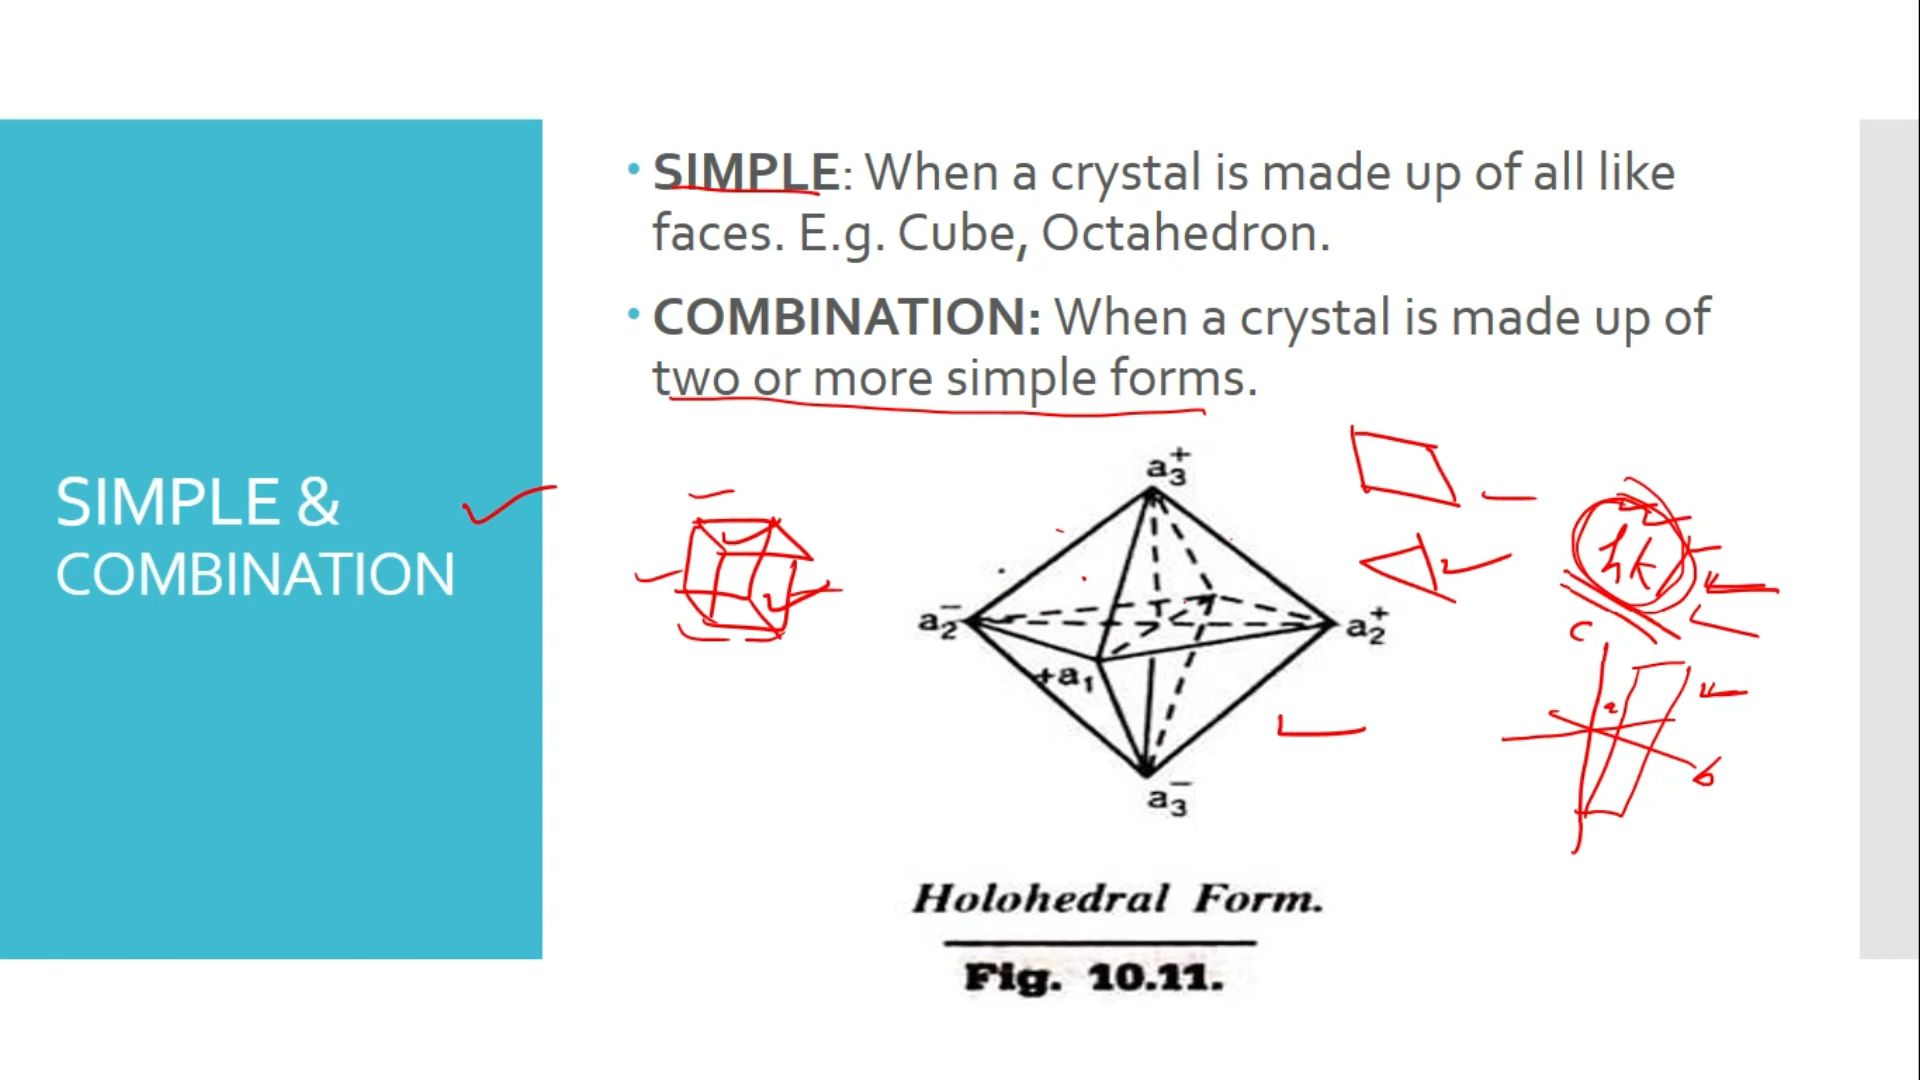 SIMPLE &
COMBINATION
• SIMPLE: When a crystal is made up of all like
faces. E.g. Cube, Octahedron.
• COMBINATION: When a crystal is made up of
two or more simple forms.
a₃⁺
a₂⁻
a₂⁺
+a₁
a₃⁻
hk
c
a
b
Holohedral Form.
Fig. 10.11.